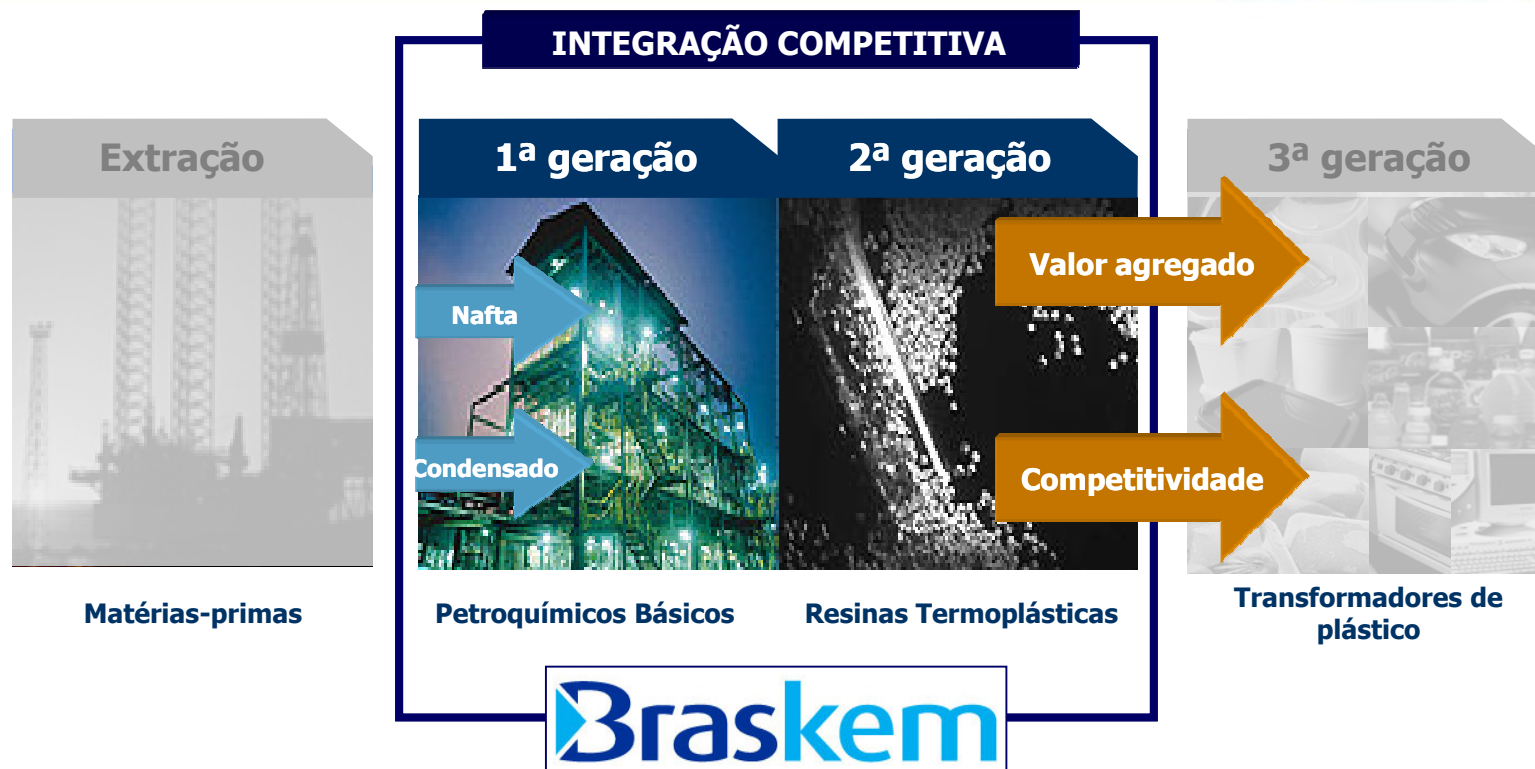 INTEGRAÇÃO COMPETITIVA
Extração
1ª geração
2ª geração
3ª geração
Nafta
Condensado
Valor agregado
Competitividade
Matérias-primas
Petroquímicos Básicos
Resinas Termoplásticas
Transformadores de
plástico
Braskem